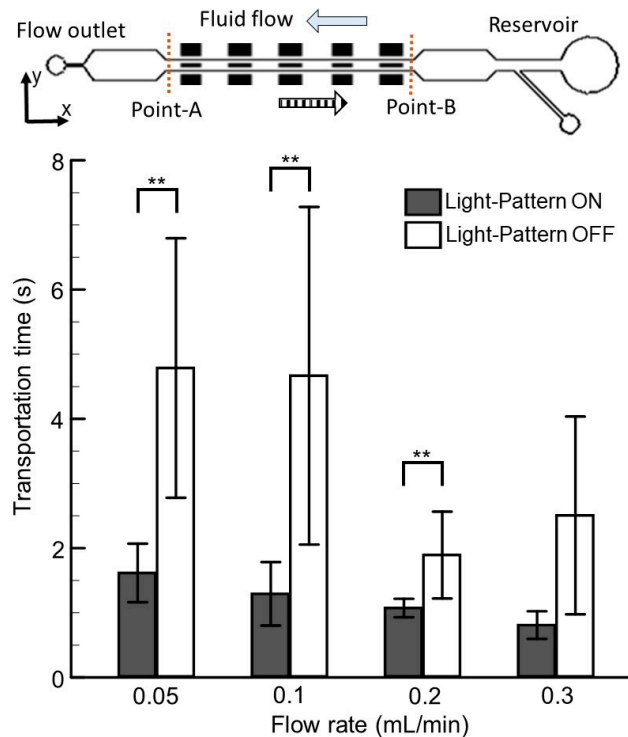 Flow outlet
Fluid flow
Reservoir
y
x
Point-A
Point-B
8
6
4
2
0
Transportation time (s)
**
**
**
Light-Pattern ON
Light-Pattern OFF
0.05
0.1
0.2
0.3
Flow rate (mL/min)